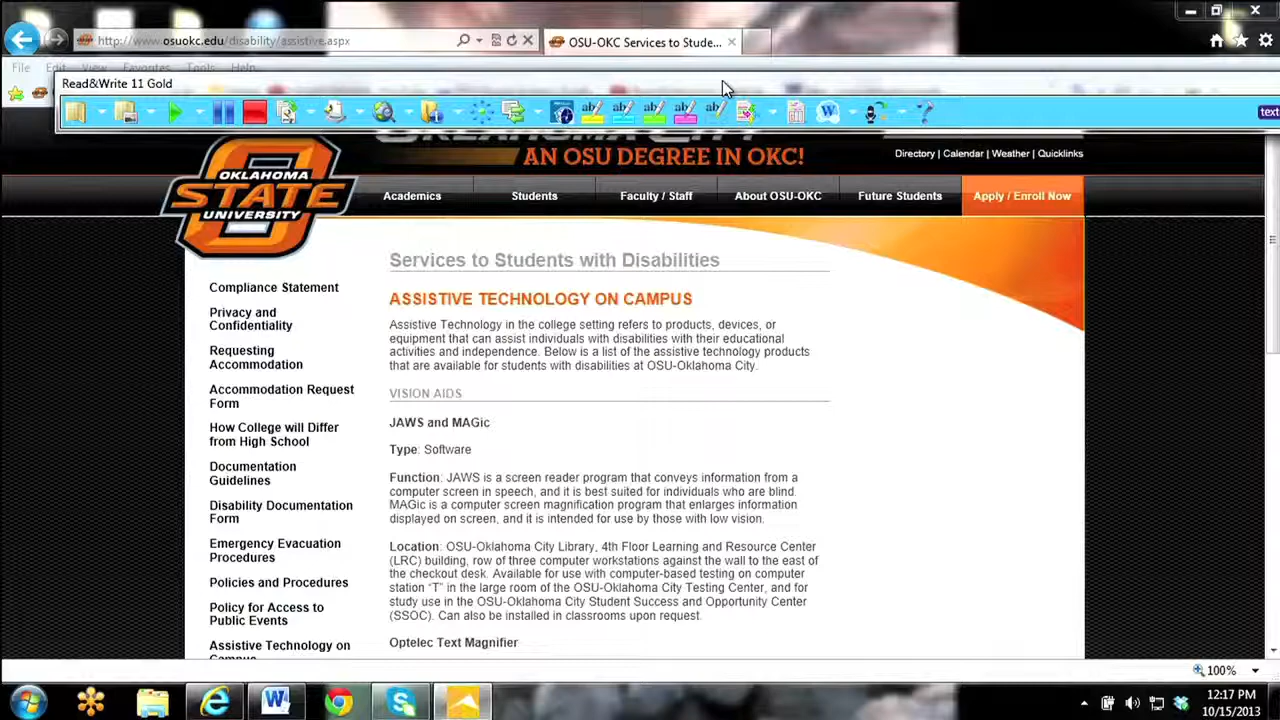 http://www.osuokc.edu/disability/assistive.aspx
OSU-OKC Services to Stude...
File Edit View Favorites Tools Help
Read&Write 11 Gold
text
OKLAHOMA CITY
AN OSU DEGREE IN OKC!
Directory | Calendar | Weather | Quicklinks
OKLAHOMA
STATE
UNIVERSITY
Academics Students Faculty / Staff About OSU-OKC Future Students Apply / Enroll Now
Compliance Statement
Privacy and
Confidentiality
Requesting
Accommodation
Accommodation Request
Form
How College will Differ
from High School
Documentation
Guidelines
Disability Documentation
Form
Emergency Evacuation
Procedures
Policies and Procedures
Policy for Access to
Public Events
Assistive Technology on
Campus
Services to Students with Disabilities
ASSISTIVE TECHNOLOGY ON CAMPUS
Assistive Technology in the college setting refers to products, devices, or
equipment that can assist individuals with disabilities with their educational
activities and independence. Below is a list of the assistive technology products
that are available for students with disabilities at OSU-Oklahoma City.
VISION AIDS
JAWS and MAGic
Type: Software
Function: JAWS is a screen reader program that conveys information from a
computer screen in speech, and it is best suited for individuals who are blind.
MAGic is a computer screen magnification program that enlarges information
displayed on screen, and it is intended for use by those with low vision.
Location: OSU-Oklahoma City Library, 4th Floor Learning and Resource Center
(LRC) building, row of three computer workstations against the wall to the east of
the checkout desk. Available for use with computer-based testing on computer
station “T” in the large room of the OSU-Oklahoma City Testing Center, and for
study use in the OSU-Oklahoma City Student Success and Opportunity Center
(SSOC). Can also be installed in classrooms upon request.
Optelec Text Magnifier
100%
12:17 PM
10/15/2013